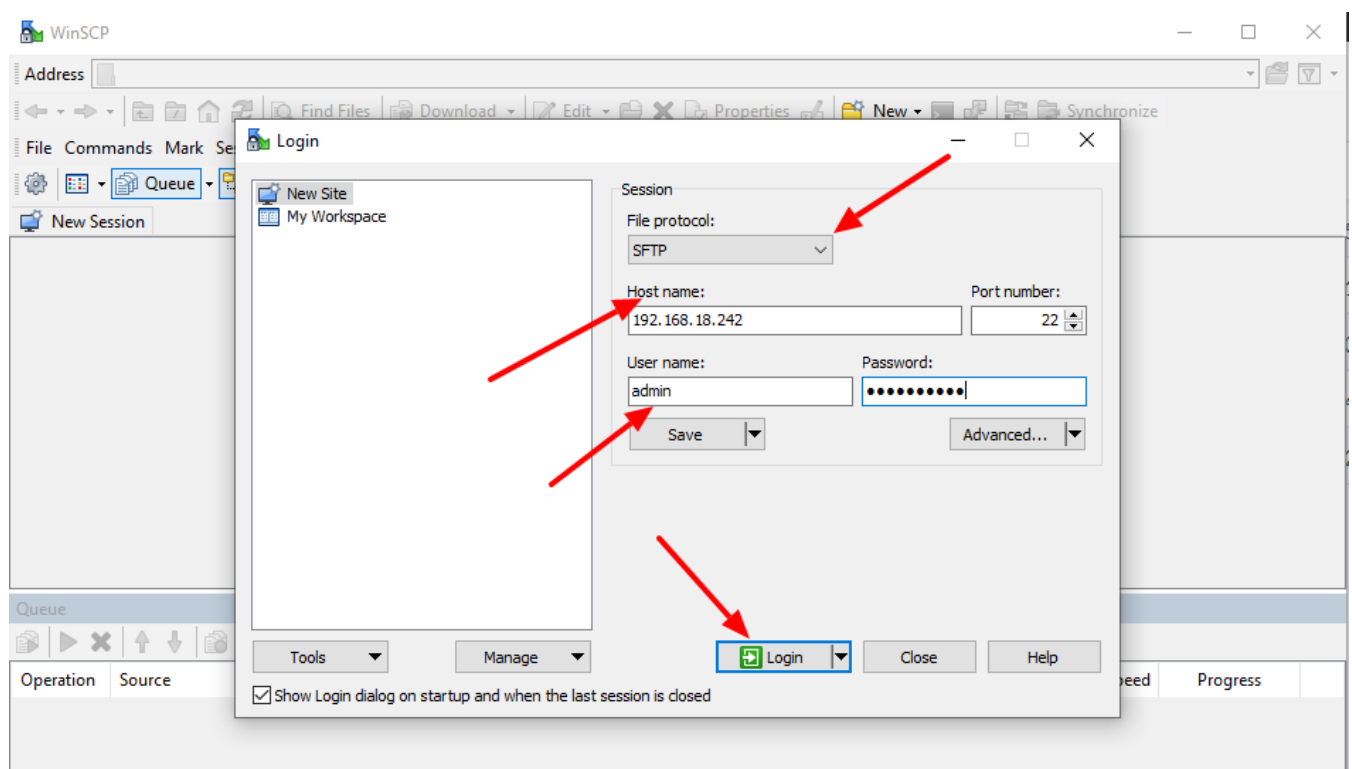 WinSCP
Address
Find Files Download Edit Properties New Synchronize
File Commands Mark Se
Queue
New Session
Login
New Site
My Workspace
Session
File protocol:
SFTP
Host name: Port number:
192.168.18.242 22
User name: Password:
admin ••••••••••
Save Advanced...
Tools Manage Login Close Help
Show Login dialog on startup and when the last session is closed
Queue
Operation Source peed Progress